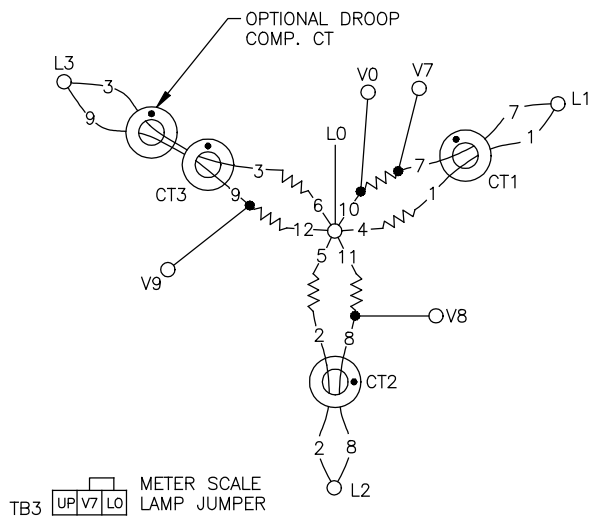 OPTIONAL DROOP
COMP. CT
L3
3
9
V0
V7
L0
7
L1
1
CT3
3
9
7
1
CT1
6
10
12
4
5
11
V9
2
8
V8
CT2
2
8
L2
TB3
UP V7 LO
METER SCALE
LAMP JUMPER